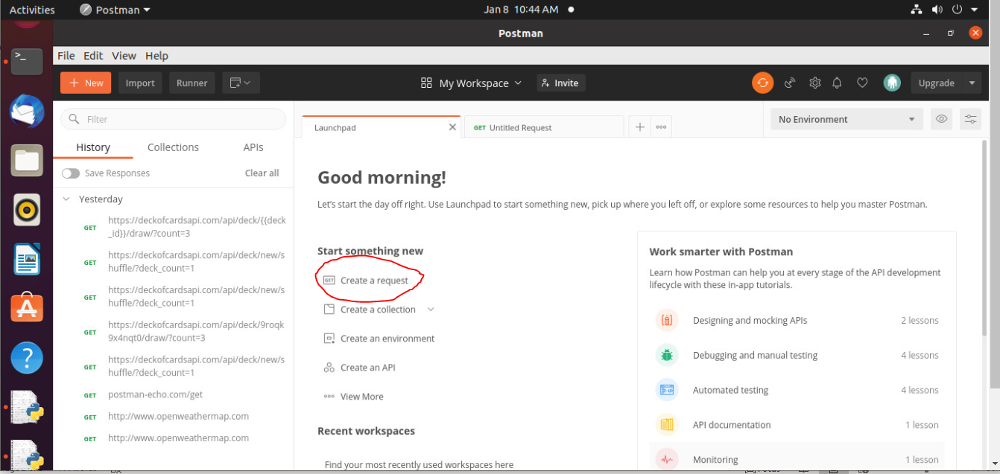 Activities
Postman
Jan 8 10:44 AM
Postman
File Edit View Help
New
Import
Runner
My Workspace
Invite
Upgrade
Filter
History
Collections
APIs
Save Responses
Clear all
Yesterday
GET
https://deckofcardsapi.com/api/deck/{{deck
_id}}/draw/?count=3
GET
https://deckofcardsapi.com/api/deck/new/s
huffle/?deck_count=1
GET
https://deckofcardsapi.com/api/deck/new/s
huffle/?deck_count=1
GET
https://deckofcardsapi.com/api/deck/9roqk
9x4nqt0/draw/?count=3
GET
https://deckofcardsapi.com/api/deck/new/s
huffle/?deck_count=1
GET postman-echo.com/get
GET http://www.openweathermap.com
GET http://www.openweathermap.com
Launchpad
GET Untitled Request
No Environment
Good morning!
Let's start the day off right. Use Launchpad to start something new, pick up where you left off, or explore some resources to help you master Postman.
Start something new
GET Create a request
Create a collection
Create an environment
Create an API
View More
Recent workspaces
Find your most recently used workspaces here
Work smarter with Postman
Learn how Postman can help you at every stage of the API development
lifecycle with these in-app tutorials.
Designing and mocking APIs 2 lessons
Debugging and manual testing 4 lessons
Automated testing 4 lessons
API documentation 1 lesson
Monitoring 1 lesson